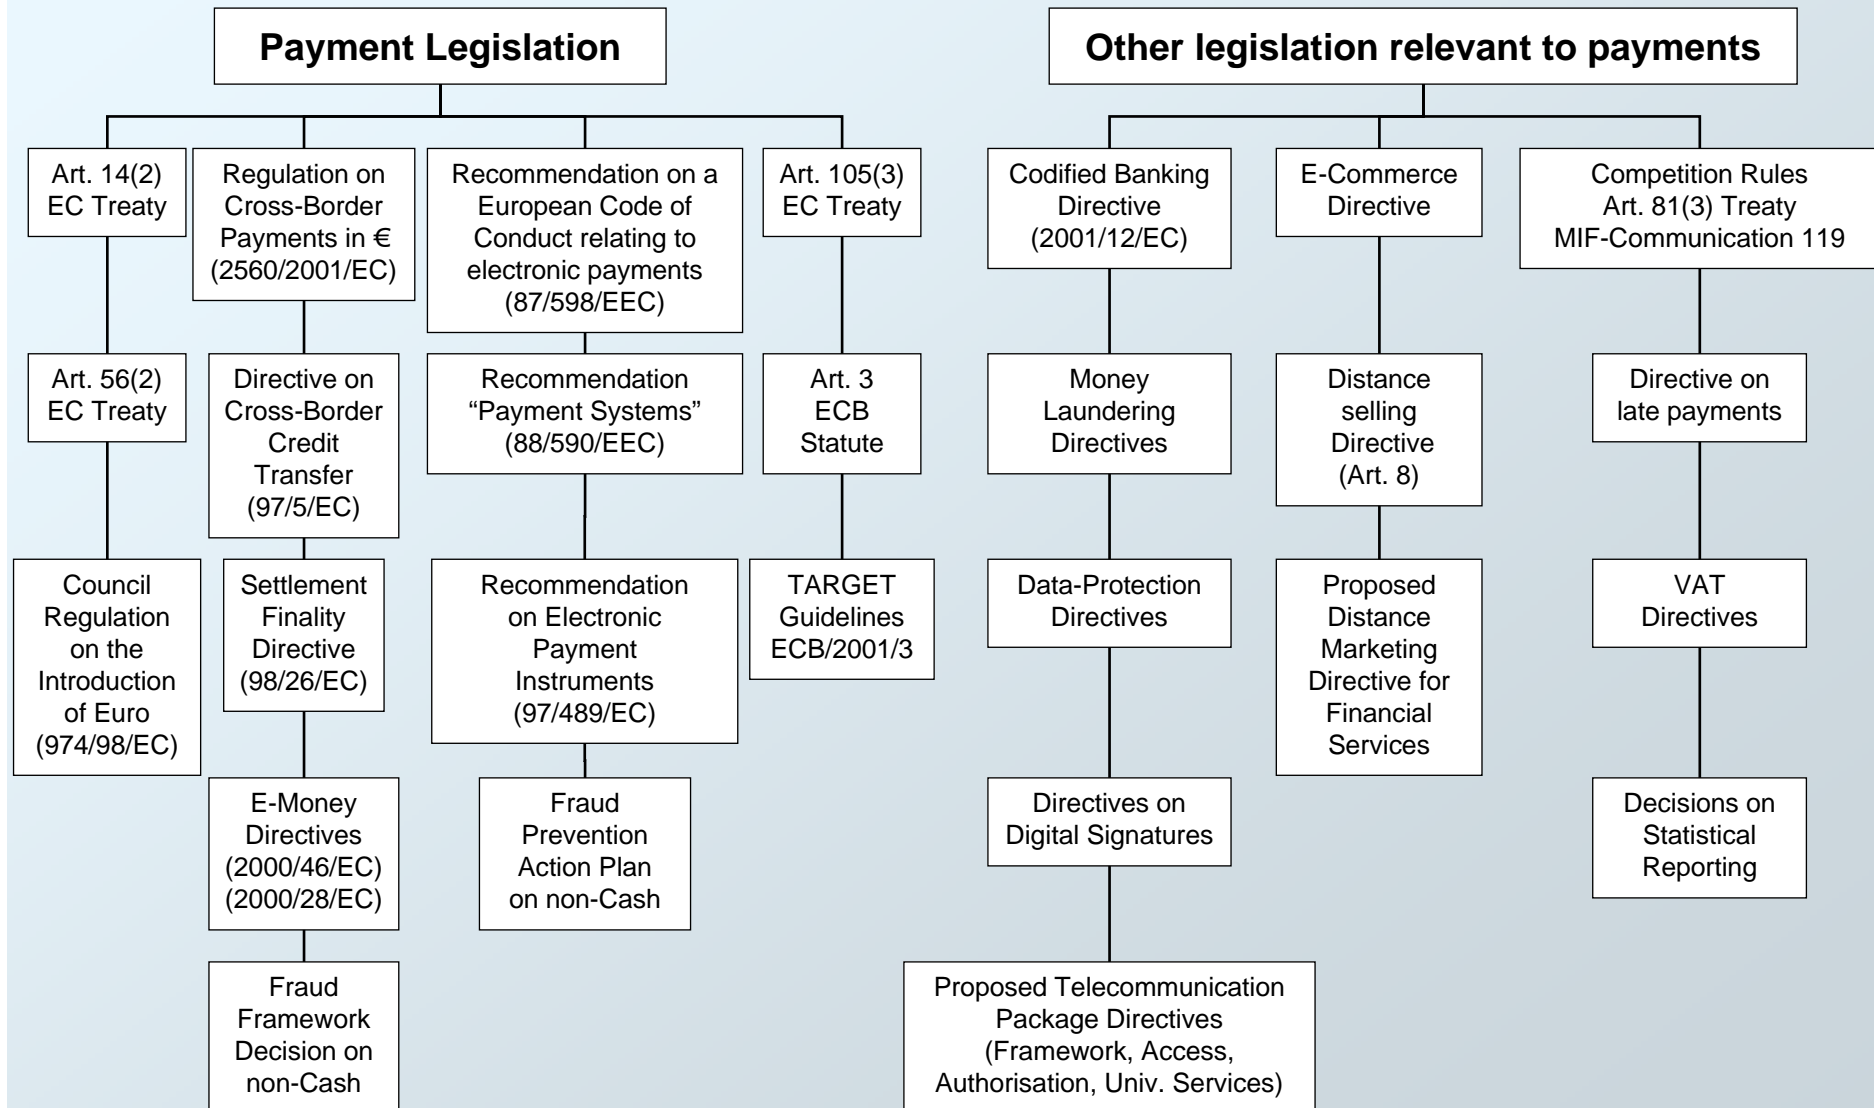 Payment Legislation
Art. 14(2)
EC Treaty
Art. 56(2)
EC Treaty
Council
Regulation
on the
Introduction
of Euro
(974/98/EC)
Regulation on
Cross-Border
Payments in €
(2560/2001/EC)
Directive on
Cross-Border
Credit
Transfer
(97/5/EC)
Settlement
Finality
Directive
(98/26/EC)
E-Money
Directives
(2000/46/EC)
(2000/28/EC)
Fraud
Framework
Decision on
non-Cash
Recommendation on a
European Code of
Conduct relating to
electronic payments
(87/598/EEC)
Recommendation
“Payment Systems”
(88/590/EEC)
Recommendation
on Electronic
Payment
Instruments
(97/489/EC)
Fraud
Prevention
Action Plan
on non-Cash
Art. 105(3)
EC Treaty
Art. 3
ECB
Statute
TARGET
Guidelines
ECB/2001/3
Other legislation relevant to payments
Codified Banking
Directive
(2001/12/EC)
Money
Laundering
Directives
Data-Protection
Directives
Directives on
Digital Signatures
Proposed Telecommunication
Package Directives
(Framework, Access,
Authorisation, Univ. Services)
E-Commerce
Directive
Distance
selling
Directive
(Art. 8)
Proposed
Distance
Marketing
Directive for
Financial
Services
Competition Rules
Art. 81(3) Treaty
MIF-Communication 119
Directive on
late payments
VAT
Directives
Decisions on
Statistical
Reporting